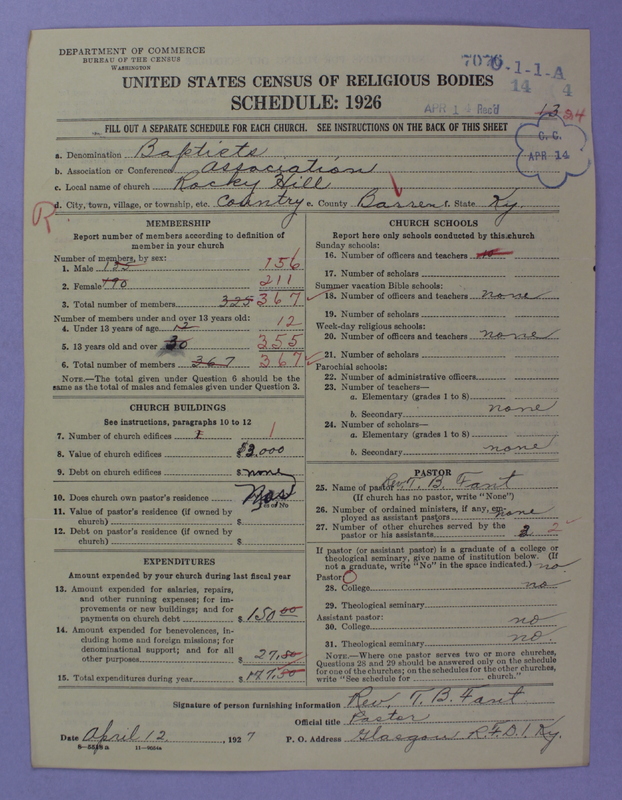 DEPARTMENT OF COMMERCE
BUREAU OF THE CENSUS
WASHINGTON
7076-1-1-A
14 4
UNITED STATES CENSUS OF RELIGIOUS BODIES
SCHEDULE: 1926
APR 14 Rec'd
FILL OUT A SEPARATE SCHEDULE FOR EACH CHURCH. SEE INSTRUCTIONS ON THE BACK OF THIS SHEET
C. C.
APR 14
a. Denomination Baptists
b. Association or Conference Association
c. Local name of church Rocky Hill
d. City, town, village, or township, etc. Country e. County Barren f. State Ky.
R
MEMBERSHIP
Report number of members according to definition of
member in your church
Number of members, by sex:
1. Male 156
2. Female 190 211
3. Total number of members 325 367
Number of members under and over 13 years old:
4. Under 13 years of age 12 12
5. 13 years old and over 30 355
6. Total number of members 367 367
NOTE.—The total given under Question 6 should be the
same as the total of males and females given under Question 3.
CHURCH BUILDINGS
See instructions, paragraphs 10 to 12
7. Number of church edifices 1 1
8. Value of church edifices $2,000
9. Debt on church edifices $ none
10. Does church own pastor's residence
Yes or No
11. Value of pastor's residence (if owned by
church) $
12. Debt on pastor's residence (if owned by
church) $
EXPENDITURES
Amount expended by your church during last fiscal year
13. Amount expended for salaries, repairs,
and other running expenses; for im-
provements or new buildings; and for
payments on church debt $ 150 00
14. Amount expended for benevolences, in-
cluding home and foreign missions; for
denominational support; and for all
other purposes 27.50
15. Total expenditures during year $ 177.50
CHURCH SCHOOLS
Report here only schools conducted by this church
Sunday schools:
16. Number of officers and teachers no
17. Number of scholars
Summer vacation Bible schools:
18. Number of officers and teachers none
19. Number of scholars
Week-day religious schools:
20. Number of officers and teachers none
21. Number of scholars
Parochial schools:
22. Number of administrative officers
23. Number of teachers—
a. Elementary (grades 1 to 8)
b. Secondary none
24. Number of scholars—
a. Elementary (grades 1 to 8)
b. Secondary none
PASTOR
25. Name of pastor Rev. T. B. Fant
(If church has no pastor, write "None")
26. Number of ordained ministers, if any, em-
ployed as assistant pastors none
27. Number of other churches served by the
pastor or his assistants 2 2
If pastor (or assistant pastor) is a graduate of a college or
theological seminary, give name of institution below. (If
not a graduate, write "No" in the space indicated.) no
Pastor: 0
28. College no
29. Theological seminary
Assistant pastor:
30. College no
31. Theological seminary no.
NOTE.—Where one pastor serves two or more churches,
Questions 28 and 29 should be answered only on the schedule
for one of the churches; on the schedules for the other churches,
write "See schedule for church."
Signature of person furnishing information Rev. T. B. Fant
Official title Pastor
Date April 12, 1927 P. O. Address Glasgow R.F.D. 1, Ky.
8-5518a 11-9054a